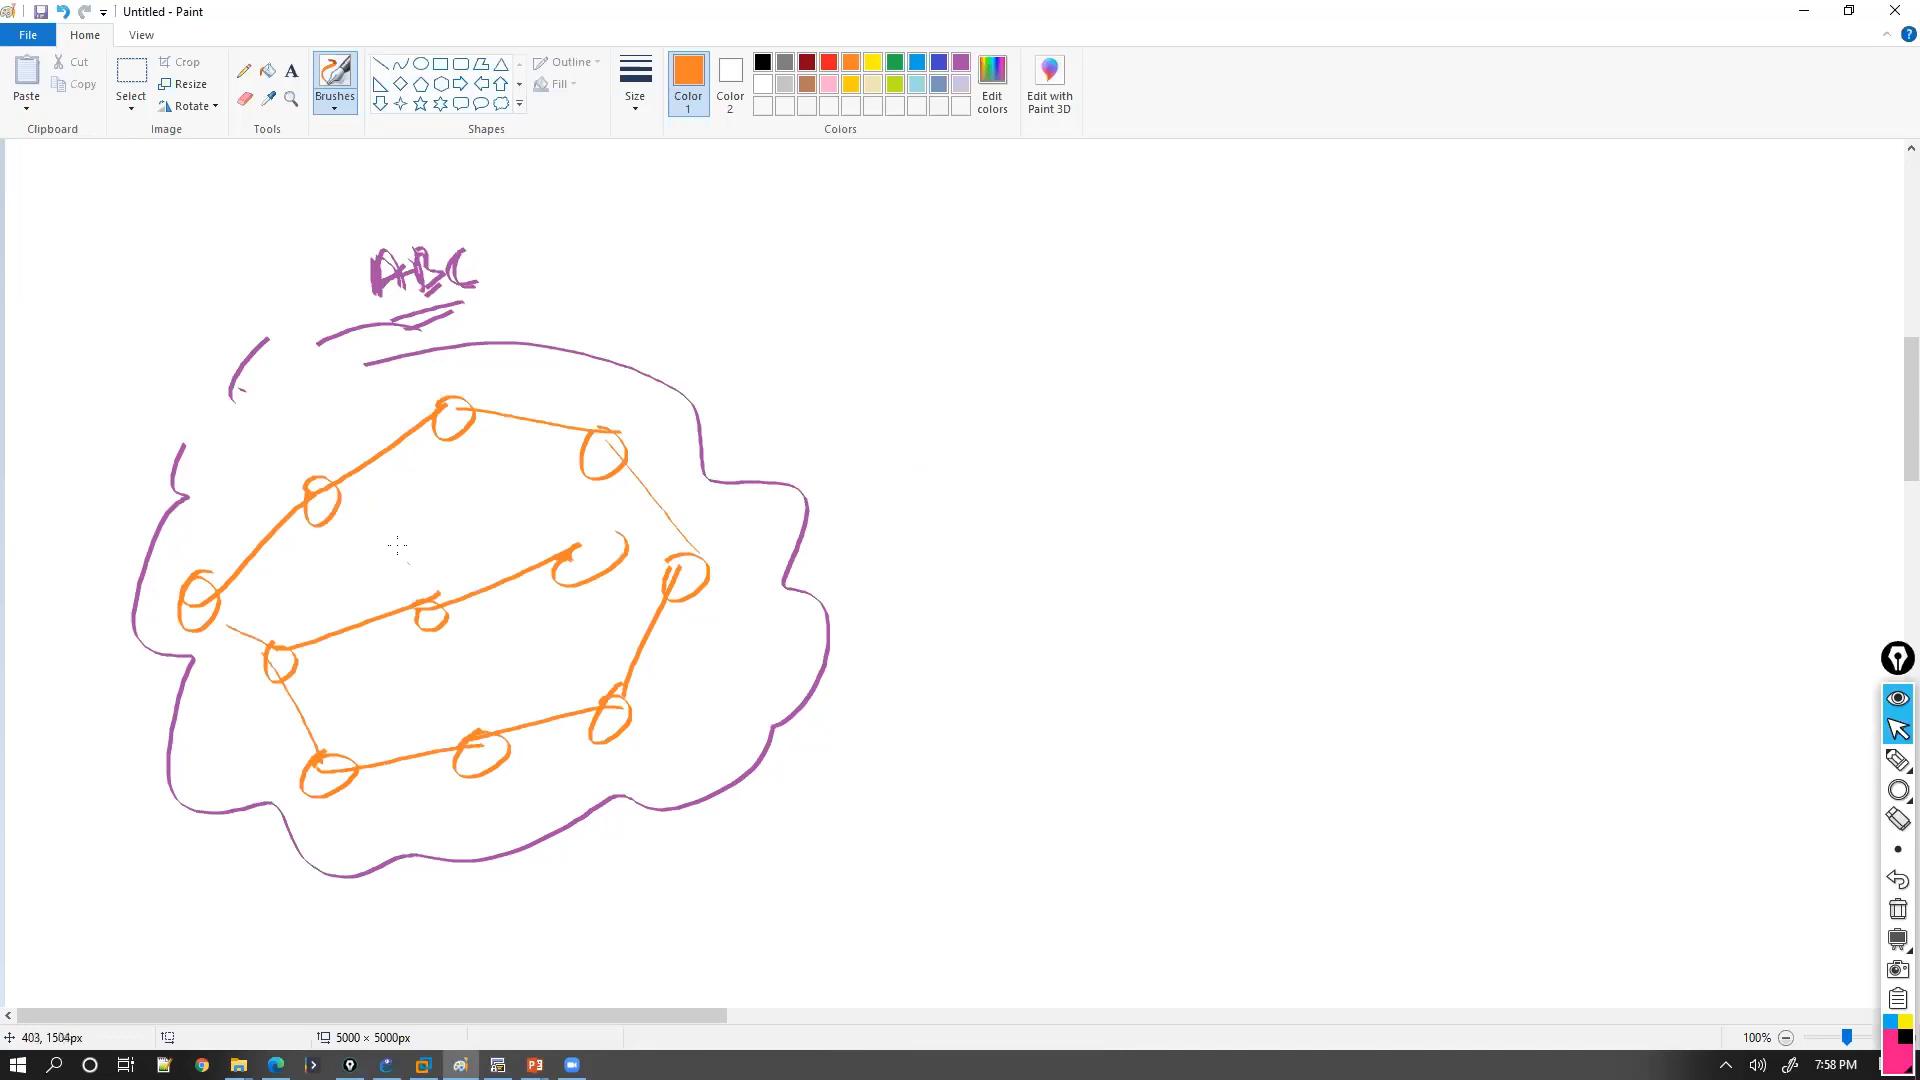 Untitled - Paint
File Home View
Paste
Cut
Copy
Clipboard
Select
Crop
Resize
Rotate
Image
Tools
Brushes
Outline
Fill
Shapes
Size
Color 1
Color 2
Colors
Edit colors
Edit with Paint 3D
ABC
403, 1504px
5000 × 5000px
100%
7:58 PM